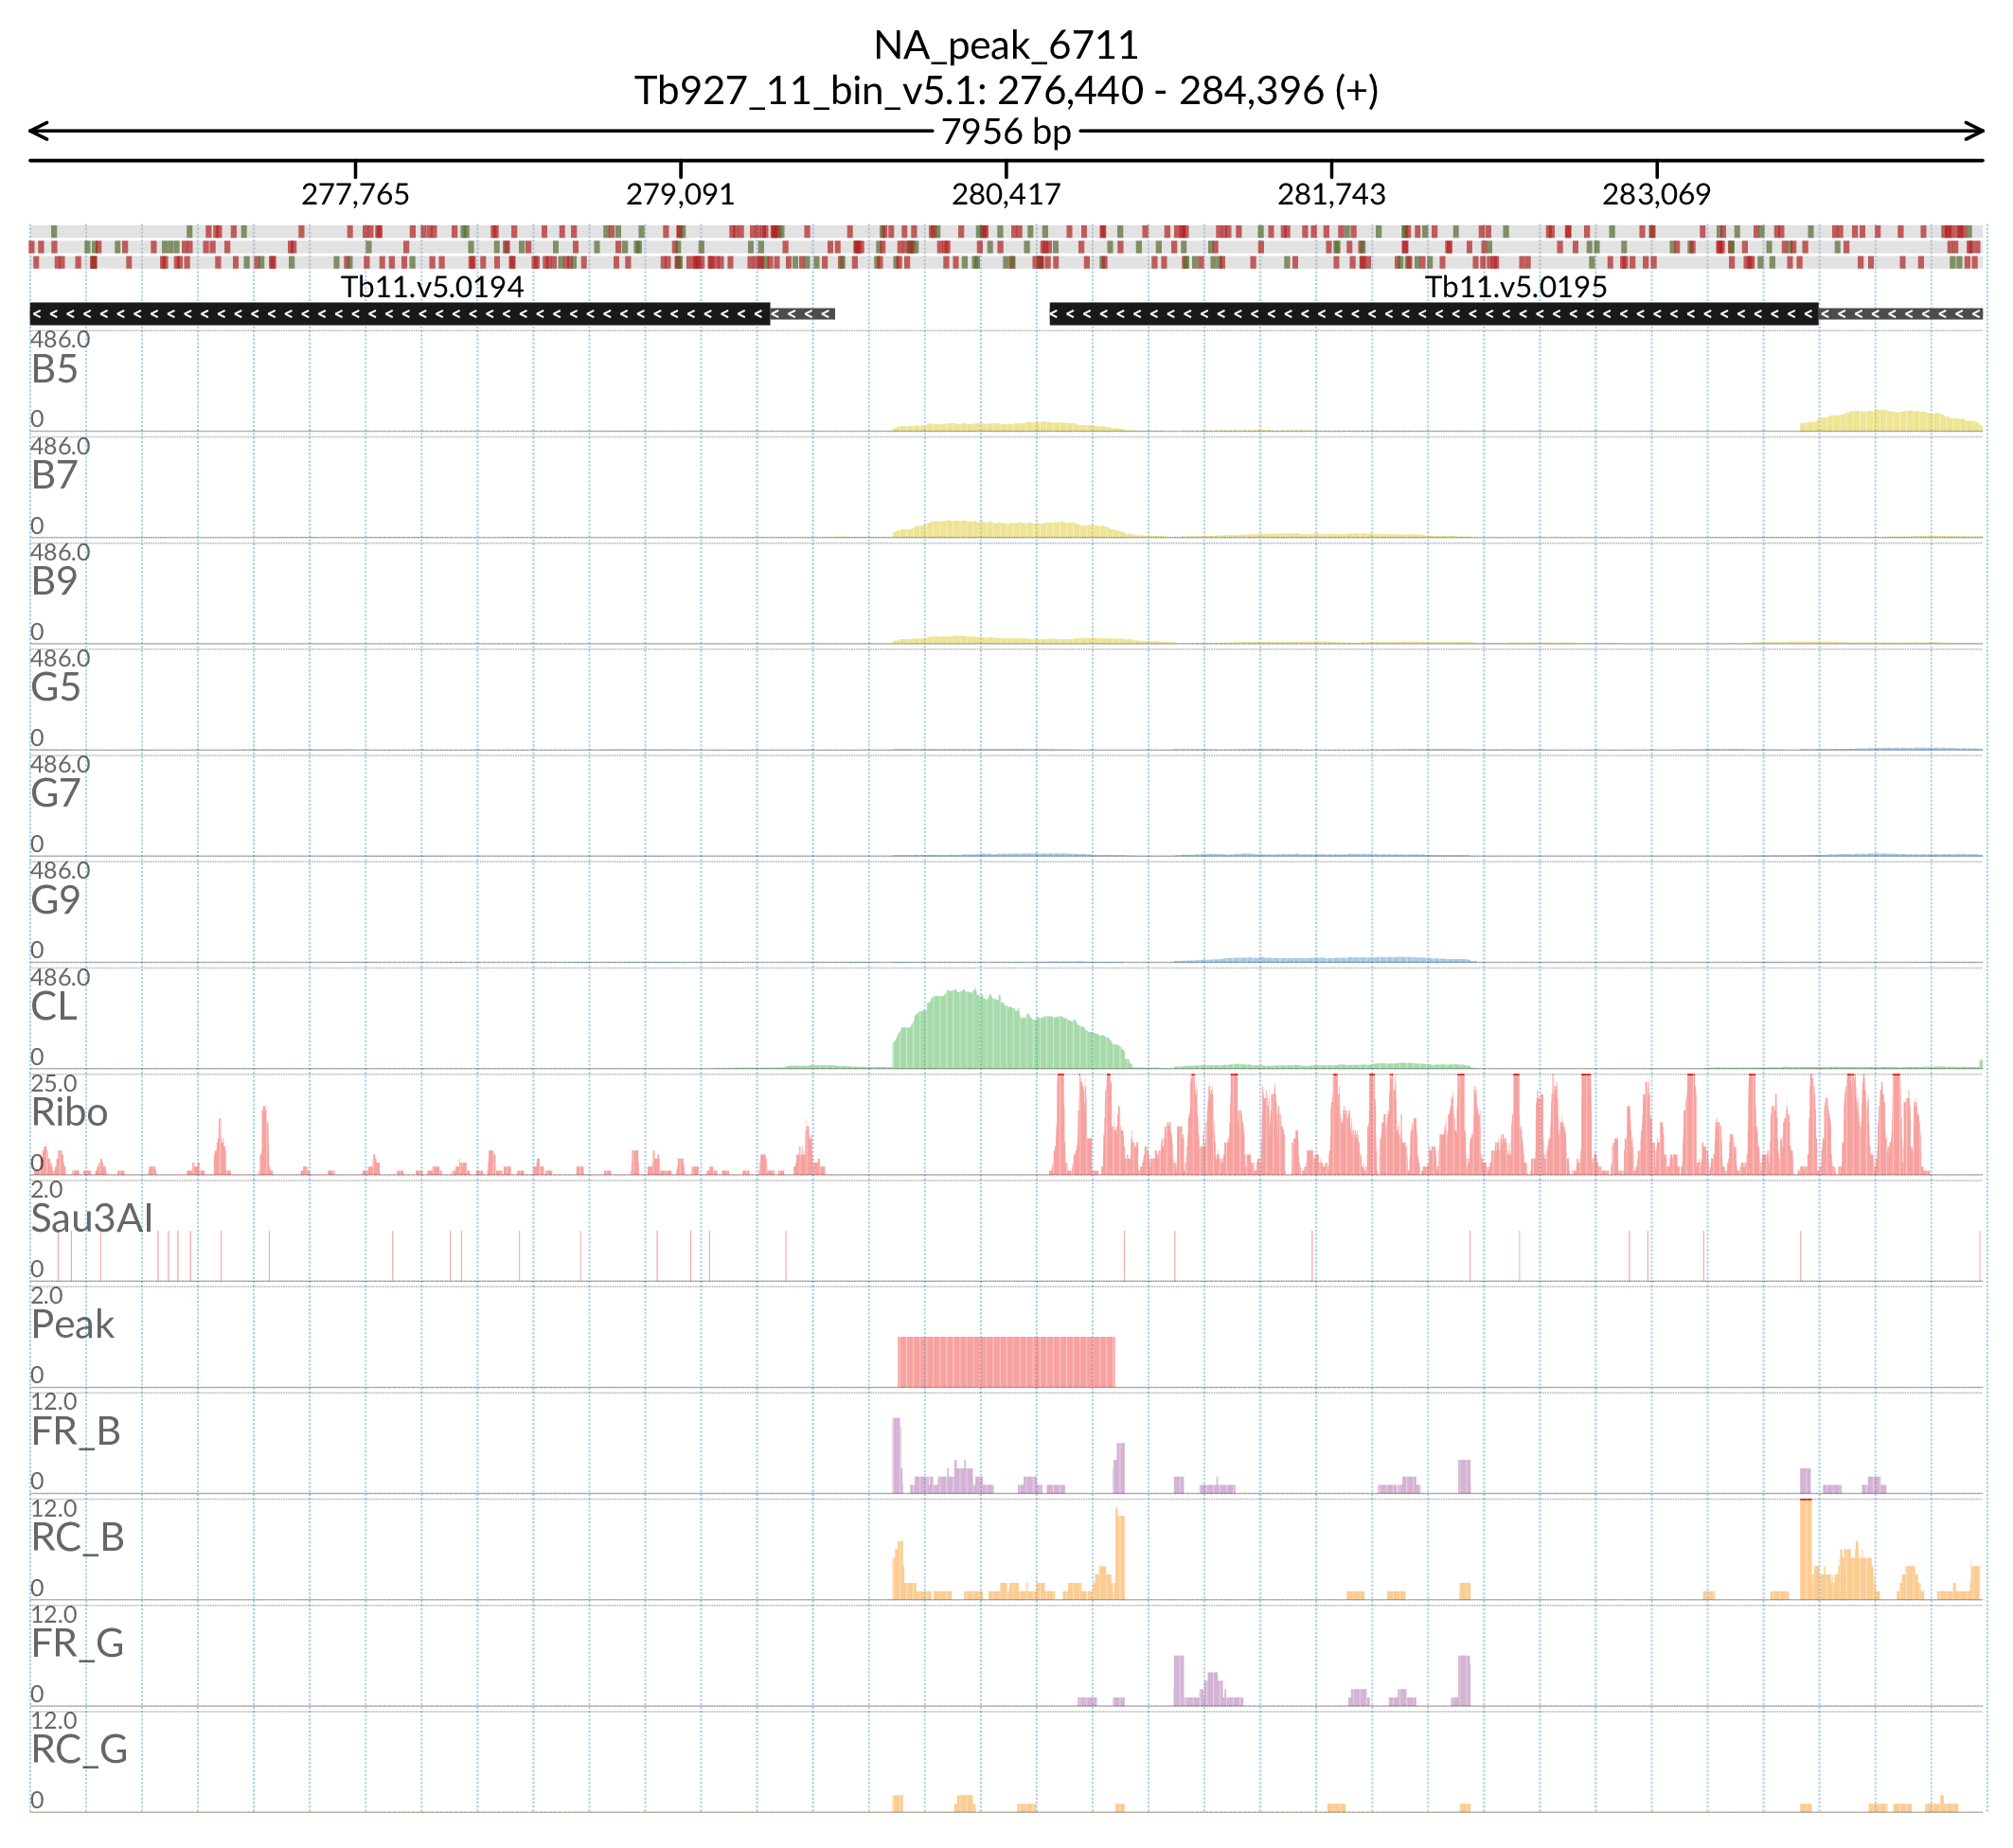 NA_peak_6711
Tb927_11_bin_v5.1: 276,440 - 284,396 (+)
7956 bp
277,765 279,091 280,417 281,743 283,069
Tb11.v5.0194 Tb11.v5.0195
486.0
B5
0
486.0
B7
0
486.0
B9
0
486.0
G5
0
486.0
G7
0
486.0
G9
0
486.0
CL
0
25.0
Ribo
0
2.0
Sau3AI
0
2.0
Peak
0
12.0
FR_B
0
12.0
RC_B
0
12.0
FR_G
0
12.0
RC_G
0